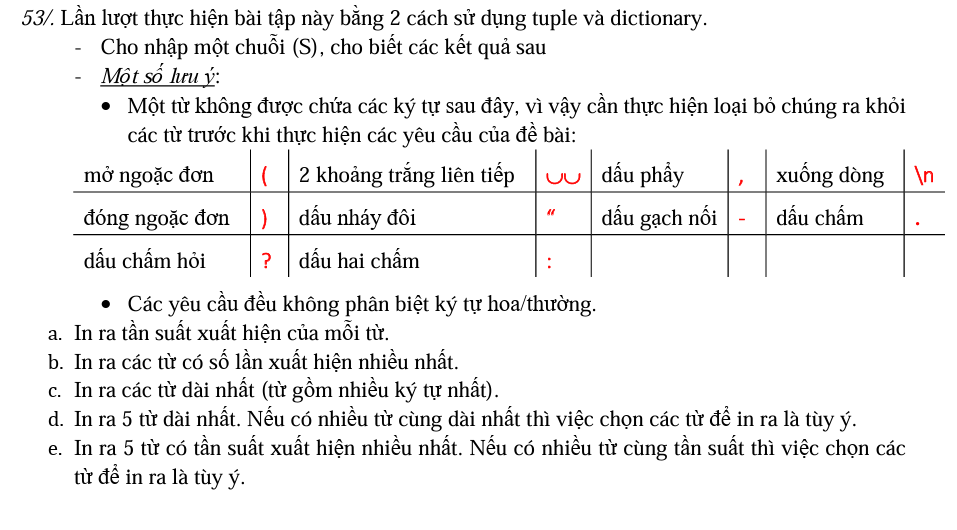 53/. Lần lượt thực hiện bài tập này bằng 2 cách sử dụng tuple và dictionary.
- Cho nhập một chuỗi (S), cho biết các kết quả sau
- Một số lưu ý:
• Một từ không được chứa các ký tự sau đây, vì vậy cần thực hiện loại bỏ chúng ra khỏi
các từ trước khi thực hiện các yêu cầu của đề bài:
mở ngoặc đơn ( 2 khoảng trắng liên tiếp ◡◡ dấu phẩy , xuống dòng \n
đóng ngoặc đơn ) dấu nháy đôi “ dấu gạch nối - dấu chấm .
dấu chấm hỏi ? dấu hai chấm :
• Các yêu cầu đều không phân biệt ký tự hoa/thường.
a. In ra tần suất xuất hiện của mỗi từ.
b. In ra các từ có số lần xuất hiện nhiều nhất.
c. In ra các từ dài nhất (từ gồm nhiều ký tự nhất).
d. In ra 5 từ dài nhất. Nếu có nhiều từ cùng dài nhất thì việc chọn các từ để in ra là tùy ý.
e. In ra 5 từ có tần suất xuất hiện nhiều nhất. Nếu có nhiều từ cùng tần suất thì việc chọn các
từ để in ra là tùy ý.